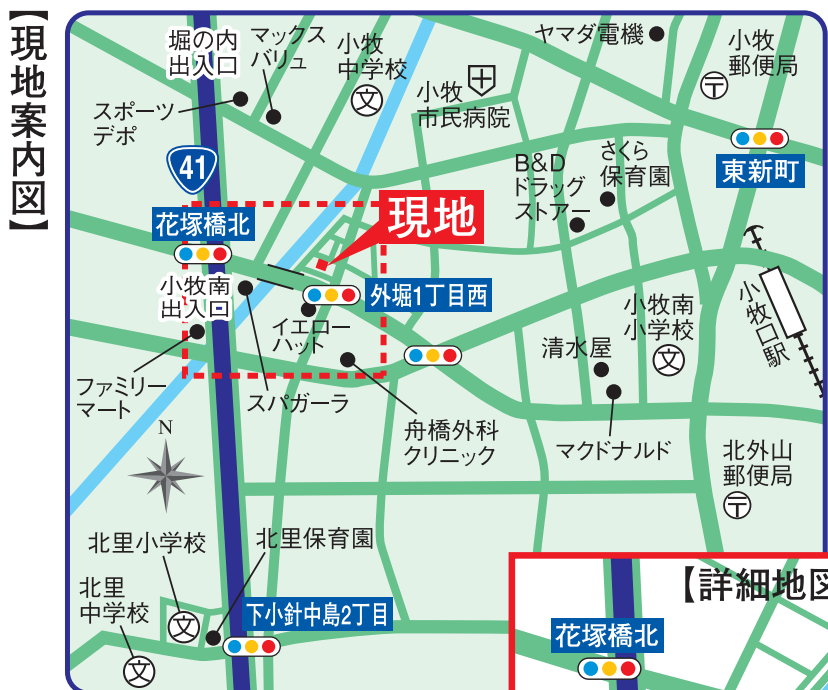 【現地案内図】
堀の内
出入口
マックス
バリュ
小牧
中学校
文
ヤマダ電機
小牧
郵便局
〒
スポーツ
デポ
小牧
市民病院
41
B&D
ドラッグ
ストアー
さくら
保育園
東新町
花塚橋北
現地
小牧南
出入口
外堀1丁目西
イエロー
ハット
小牧南
小学校
文
小牧口駅
清水屋
ファミリー
マート
スパガーラ
舟橋外科
クリニック
マクドナルド
北外山
郵便局
〒
N
北里小学校
文
北里保育園
北里
中学校
文
下小針中島2丁目
【詳細地図
花塚橋北